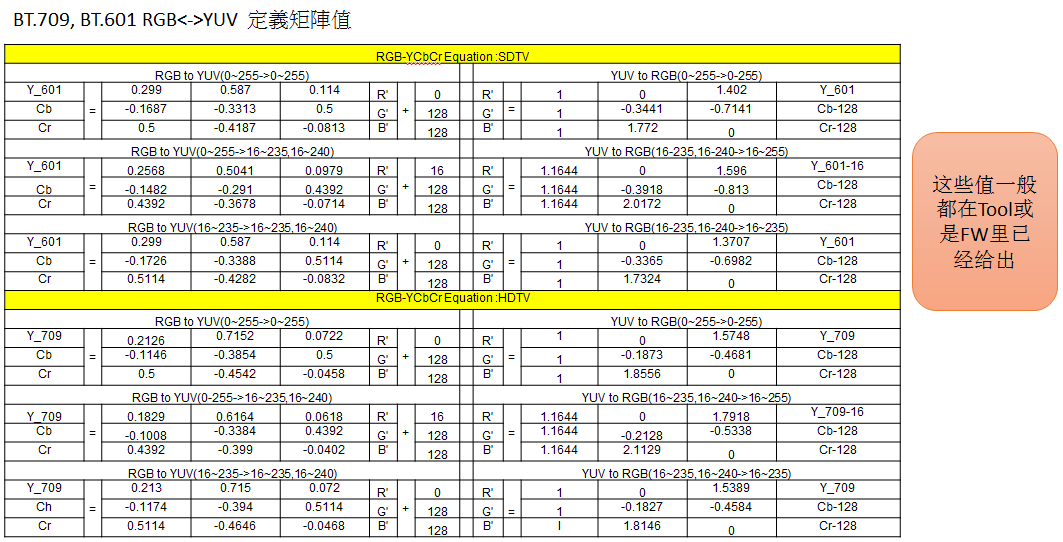 BT.709, BT.601 RGB<->YUV 定義矩陣值
RGB-YCbCr Equation :SDTV
RGB to YUV(0~255->0~255) YUV to RGB(0~255->0-255)
Y_601 0.299 0.587 0.114 R' 0 R' 1 0 1.402 Y_601
Cb = -0.1687 -0.3313 0.5 G' + 128 G' = 1 -0.3441 -0.7141 Cb-128
Cr 0.5 -0.4187 -0.0813 B' 128 B' 1 1.772 0 Cr-128
RGB to YUV(0~255->16~235,16~240) YUV to RGB(16-235,16-240->16~255)
Y_601 0.2568 0.5041 0.0979 R' 16 R' 1.1644 0 1.596 Y_601-16
Cb = -0.1482 -0.291 0.4392 G' + 128 G' = 1.1644 -0.3918 -0.813 Cb-128
Cr 0.4392 -0.3678 -0.0714 B' 128 B' 1.1644 2.0172 0 Cr-128
RGB to YUV(16~235->16~235,16~240) YUV to RGB(16-235,16-240->16~235)
Y_601 0.299 0.587 0.114 R' 0 R' 1 0 1.3707 Y_601
Cb = -0.1726 -0.3388 0.5114 G' + 128 G' = 1 -0.3365 -0.6982 Cb-128
Cr 0.5114 -0.4282 -0.0832 B' 128 B' 1 1.7324 0 Cr-128
RGB-YCbCr Equation :HDTV
RGB to YUV(0~255->0~255) YUV to RGB(0~255->0-255)
Y_709 0.2126 0.7152 0.0722 R' 0 R' 1 0 1.5748 Y_709
Cb = -0.1146 -0.3854 0.5 G' + 128 G' = 1 -0.1873 -0.4681 Cb-128
Cr 0.5 -0.4542 -0.0458 B' 128 B' 1 1.8556 0 Cr-128
RGB to YUV(0-255->16~235,16~240) YUV to RGB(16~235,16~240->16~255)
Y_709 0.1829 0.6164 0.0618 R' 16 R' 1.1644 0 1.7918 Y_709-16
Cb = -0.1008 -0.3384 0.4392 G' + 128 G' = 1.1644 -0.2128 -0.5338 Cb-128
Cr 0.4392 -0.399 -0.0402 B' 128 B' 1.1644 2.1129 0 Cr-128
RGB to YUV(16~235->16~235,16~240) YUV to RGB(16~235,16~240->16~235)
Y_709 0.213 0.715 0.072 R' 0 R' 1 0 1.5389 Y_709
Ch = -0.1174 -0.394 0.5114 G' + 128 G' = 1 -0.1827 -0.4584 Cb-128
Cr 0.5114 -0.4646 -0.0468 B' 128 B' l 1.8146 0 Cr-128
这些值一般
都在Tool或
是FW里已
经给出